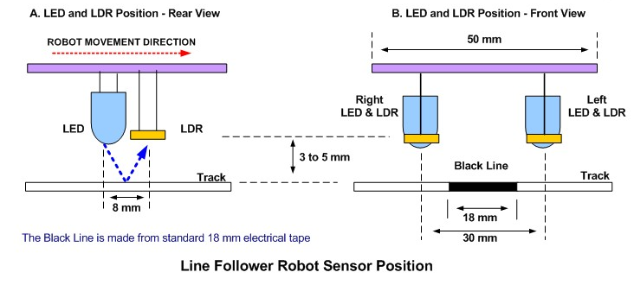 A. LED and LDR Position - Rear View
ROBOT MOVEMENT DIRECTION
LED
LDR
Track
8 mm
3 to 5 mm
B. LED and LDR Position - Front View
50 mm
Right
LED & LDR
Left
LED & LDR
Black Line
Track
18 mm
30 mm
The Black Line is made from standard 18 mm electrical tape
Line Follower Robot Sensor Position